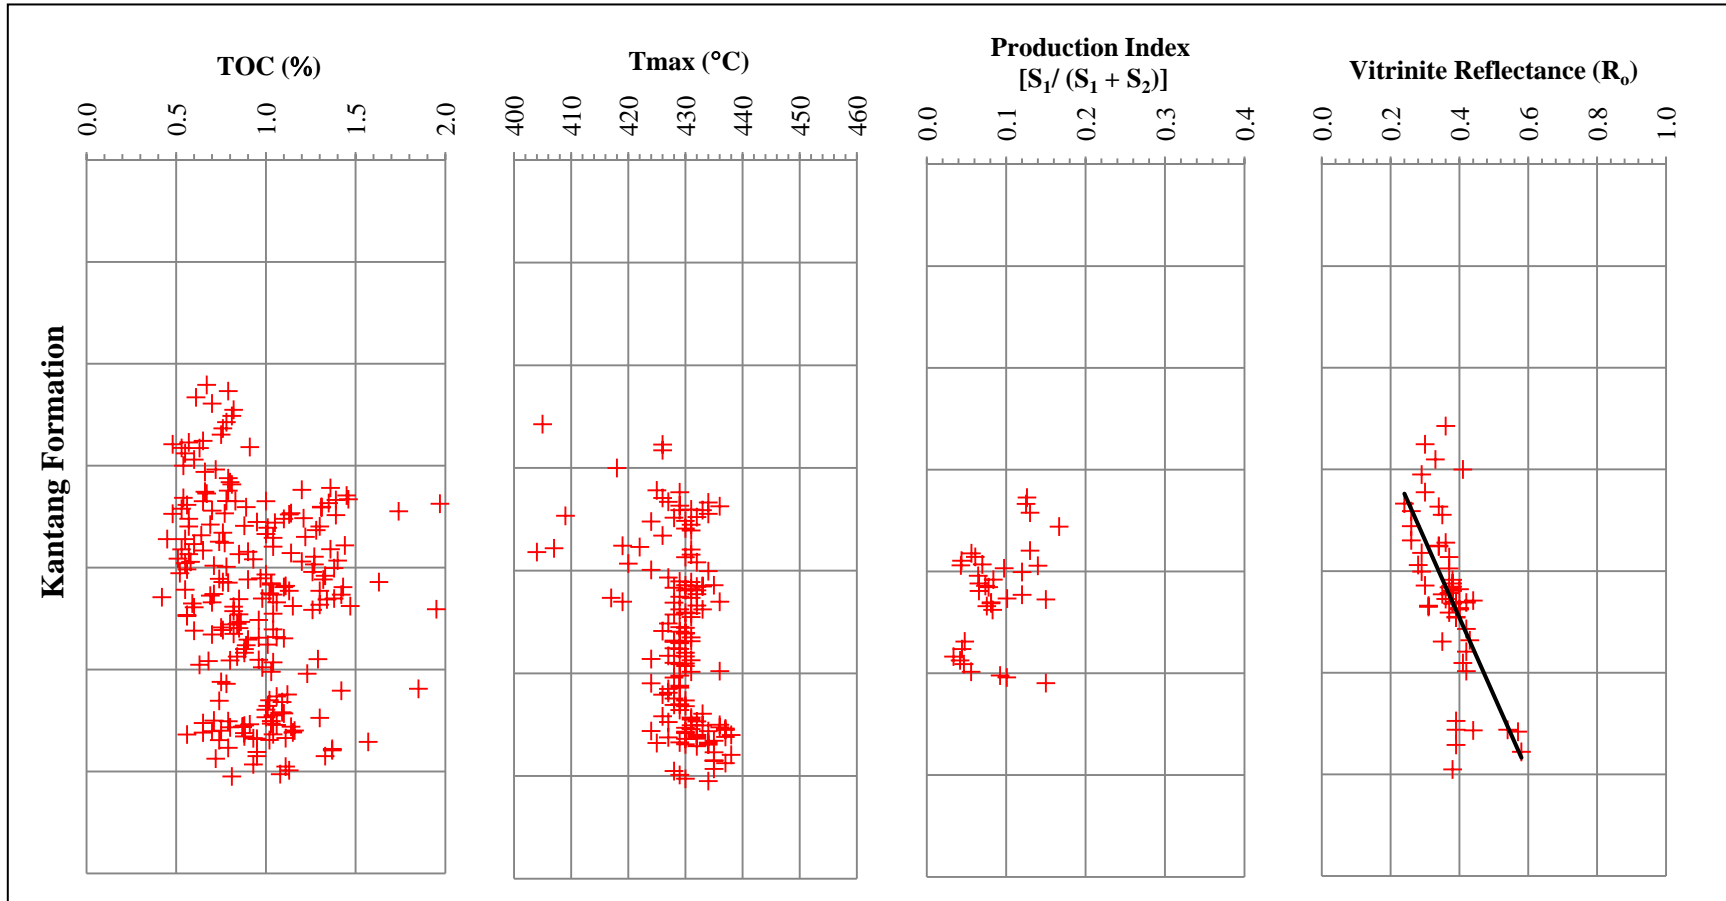 TOC (%)
0.0 0.5 1.0 1.5 2.0
Tmax (°C)
400 410 420 430 440 450 460
Production Index
[S₁/ (S₁ + S₂)]
0.0 0.1 0.2 0.3 0.4
Vitrinite Reflectance (Rₒ)
0.0 0.2 0.4 0.6 0.8 1.0
Kantang Formation